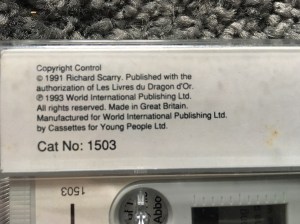 Copyright Control
© 1991 Richard Scarry. Published with the
authorization of Les Livres du Dragon d'Or.
℗ 1993 World International Publishing Ltd.
All rights reserved. Made in Great Britain.
Manufactured for World International Publishing Ltd.
by Cassettes for Young People Ltd.
Cat No: 1503
1503
Abbo